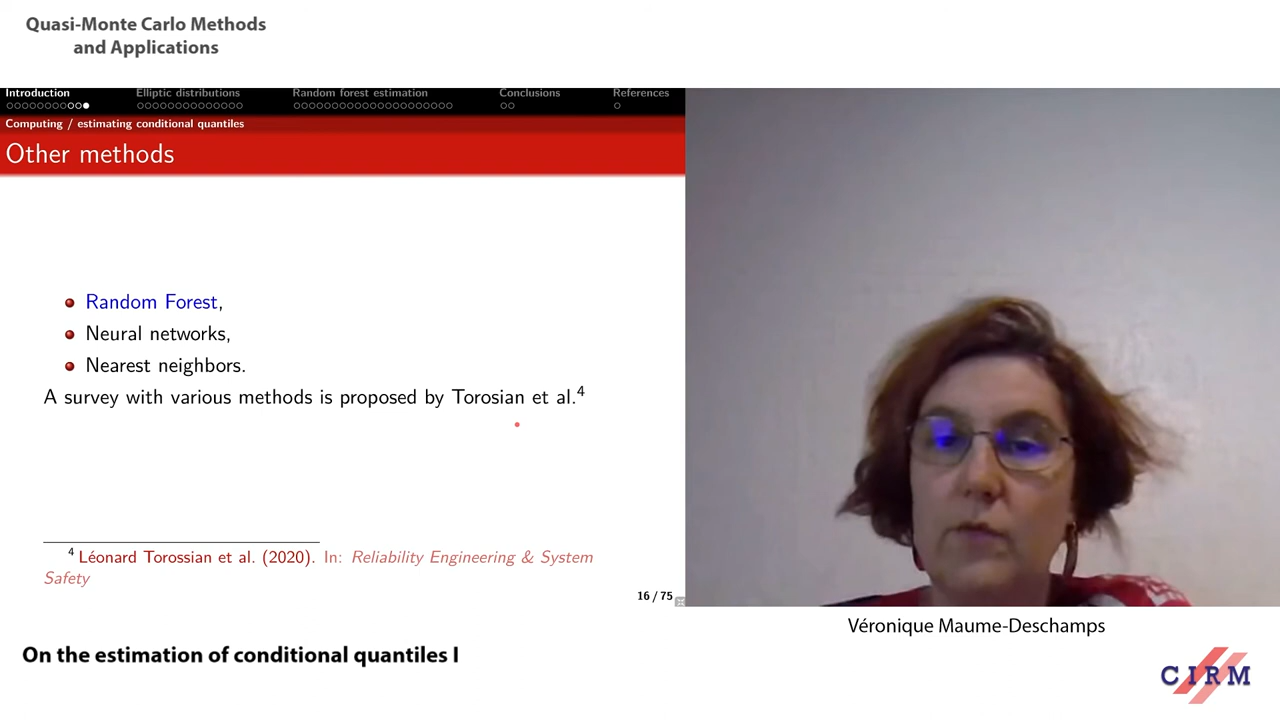 Quasi-Monte Carlo Methods
and Applications
Introduction Elliptic distributions Random forest estimation Conclusions References
Computing / estimating conditional quantiles
Other methods
Random Forest,
Neural networks,
Nearest neighbors.
A survey with various methods is proposed by Torosian et al.4
4 Léonard Torossian et al. (2020). In: Reliability Engineering & System
Safety
16 / 75
Véronique Maume-Deschamps
On the estimation of conditional quantiles I
CIRM